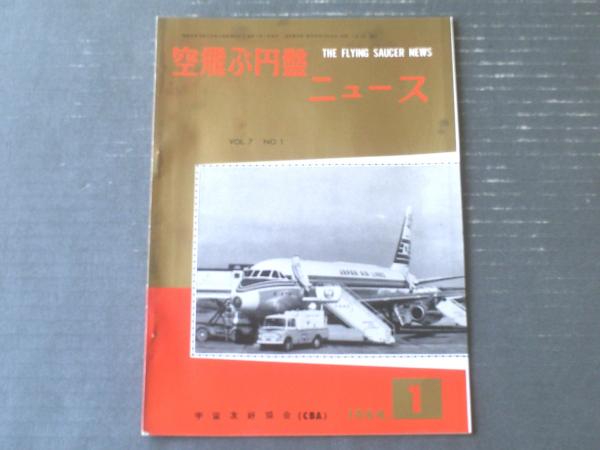 THE FLYING SAUCER NEWS
空飛ぶ円盤
ニュース
VOL.7 NO.1
JAPAN AIR LINES
宇宙友好協会(CBA)
1964
1